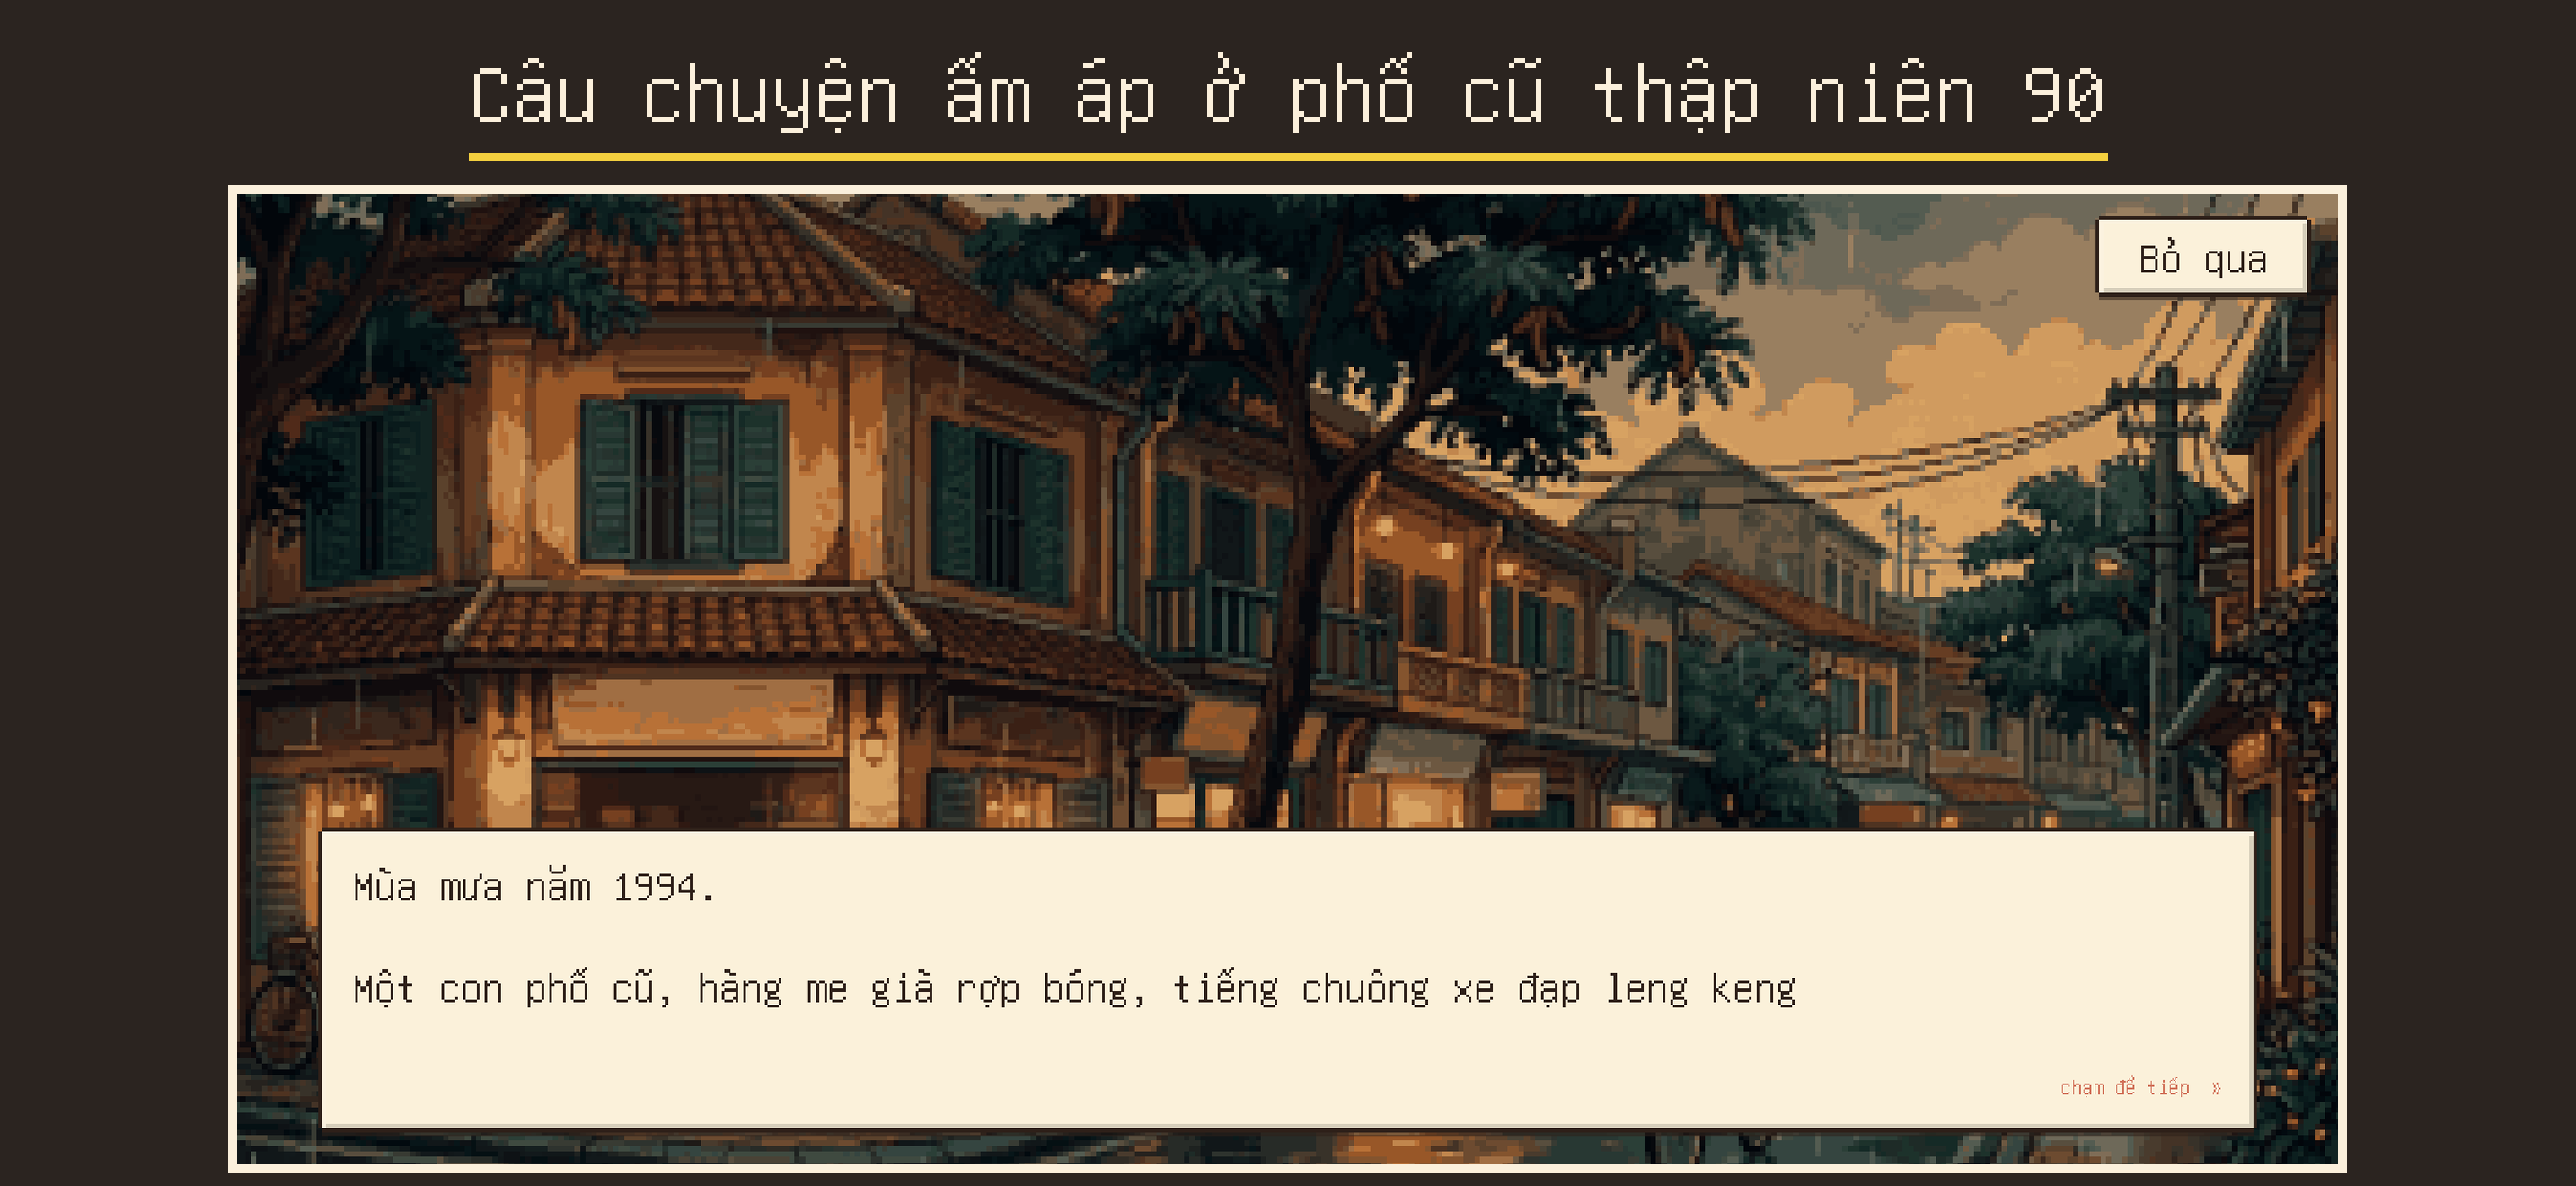 Câu chuyện ấm áp ở phố cũ thập niên 90
Bỏ qua
Mùa mưa năm 1994.
Một con phố cũ, hàng me già rợp bóng, tiếng chuông xe đạp leng keng
chạm để tiếp »